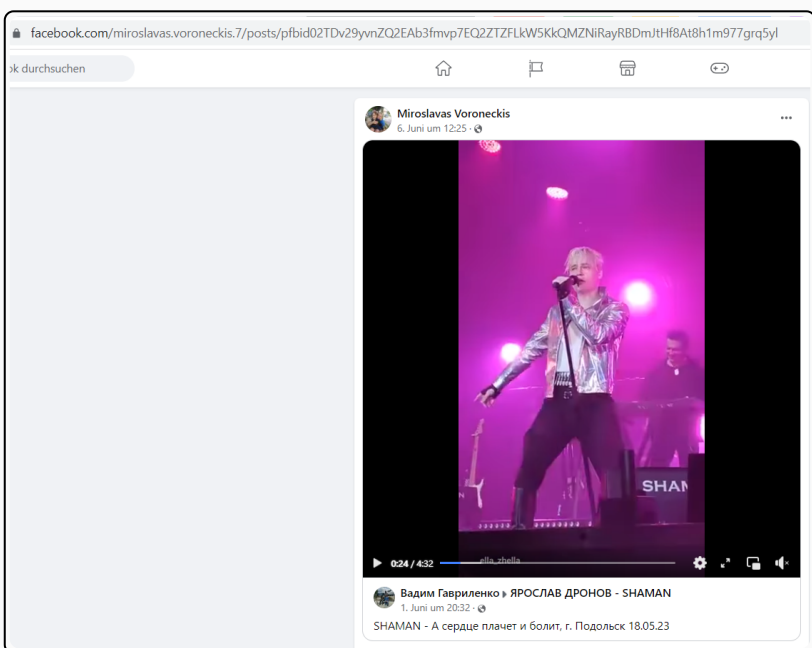 facebook.com/miroslavas.voroneckis.7/posts/pfbid02TDv29yvnZQ2EAb3fmvp7EQ2ZTZFLkW5KkQMZNiRayRBDmJtHf8At8h1m977grq5yl
ok durchsuchen
Miroslavas Voroneckis
6. Juni um 12:25 ·
SHAM
0:24 / 4:32
ella_zhella
Вадим Гавриленко ▸ ЯРОСЛАВ ДРОНОВ - SHAMAN
1. Juni um 20:32 ·
SHAMAN - А сердце плачет и болит, г. Подольск 18.05.23